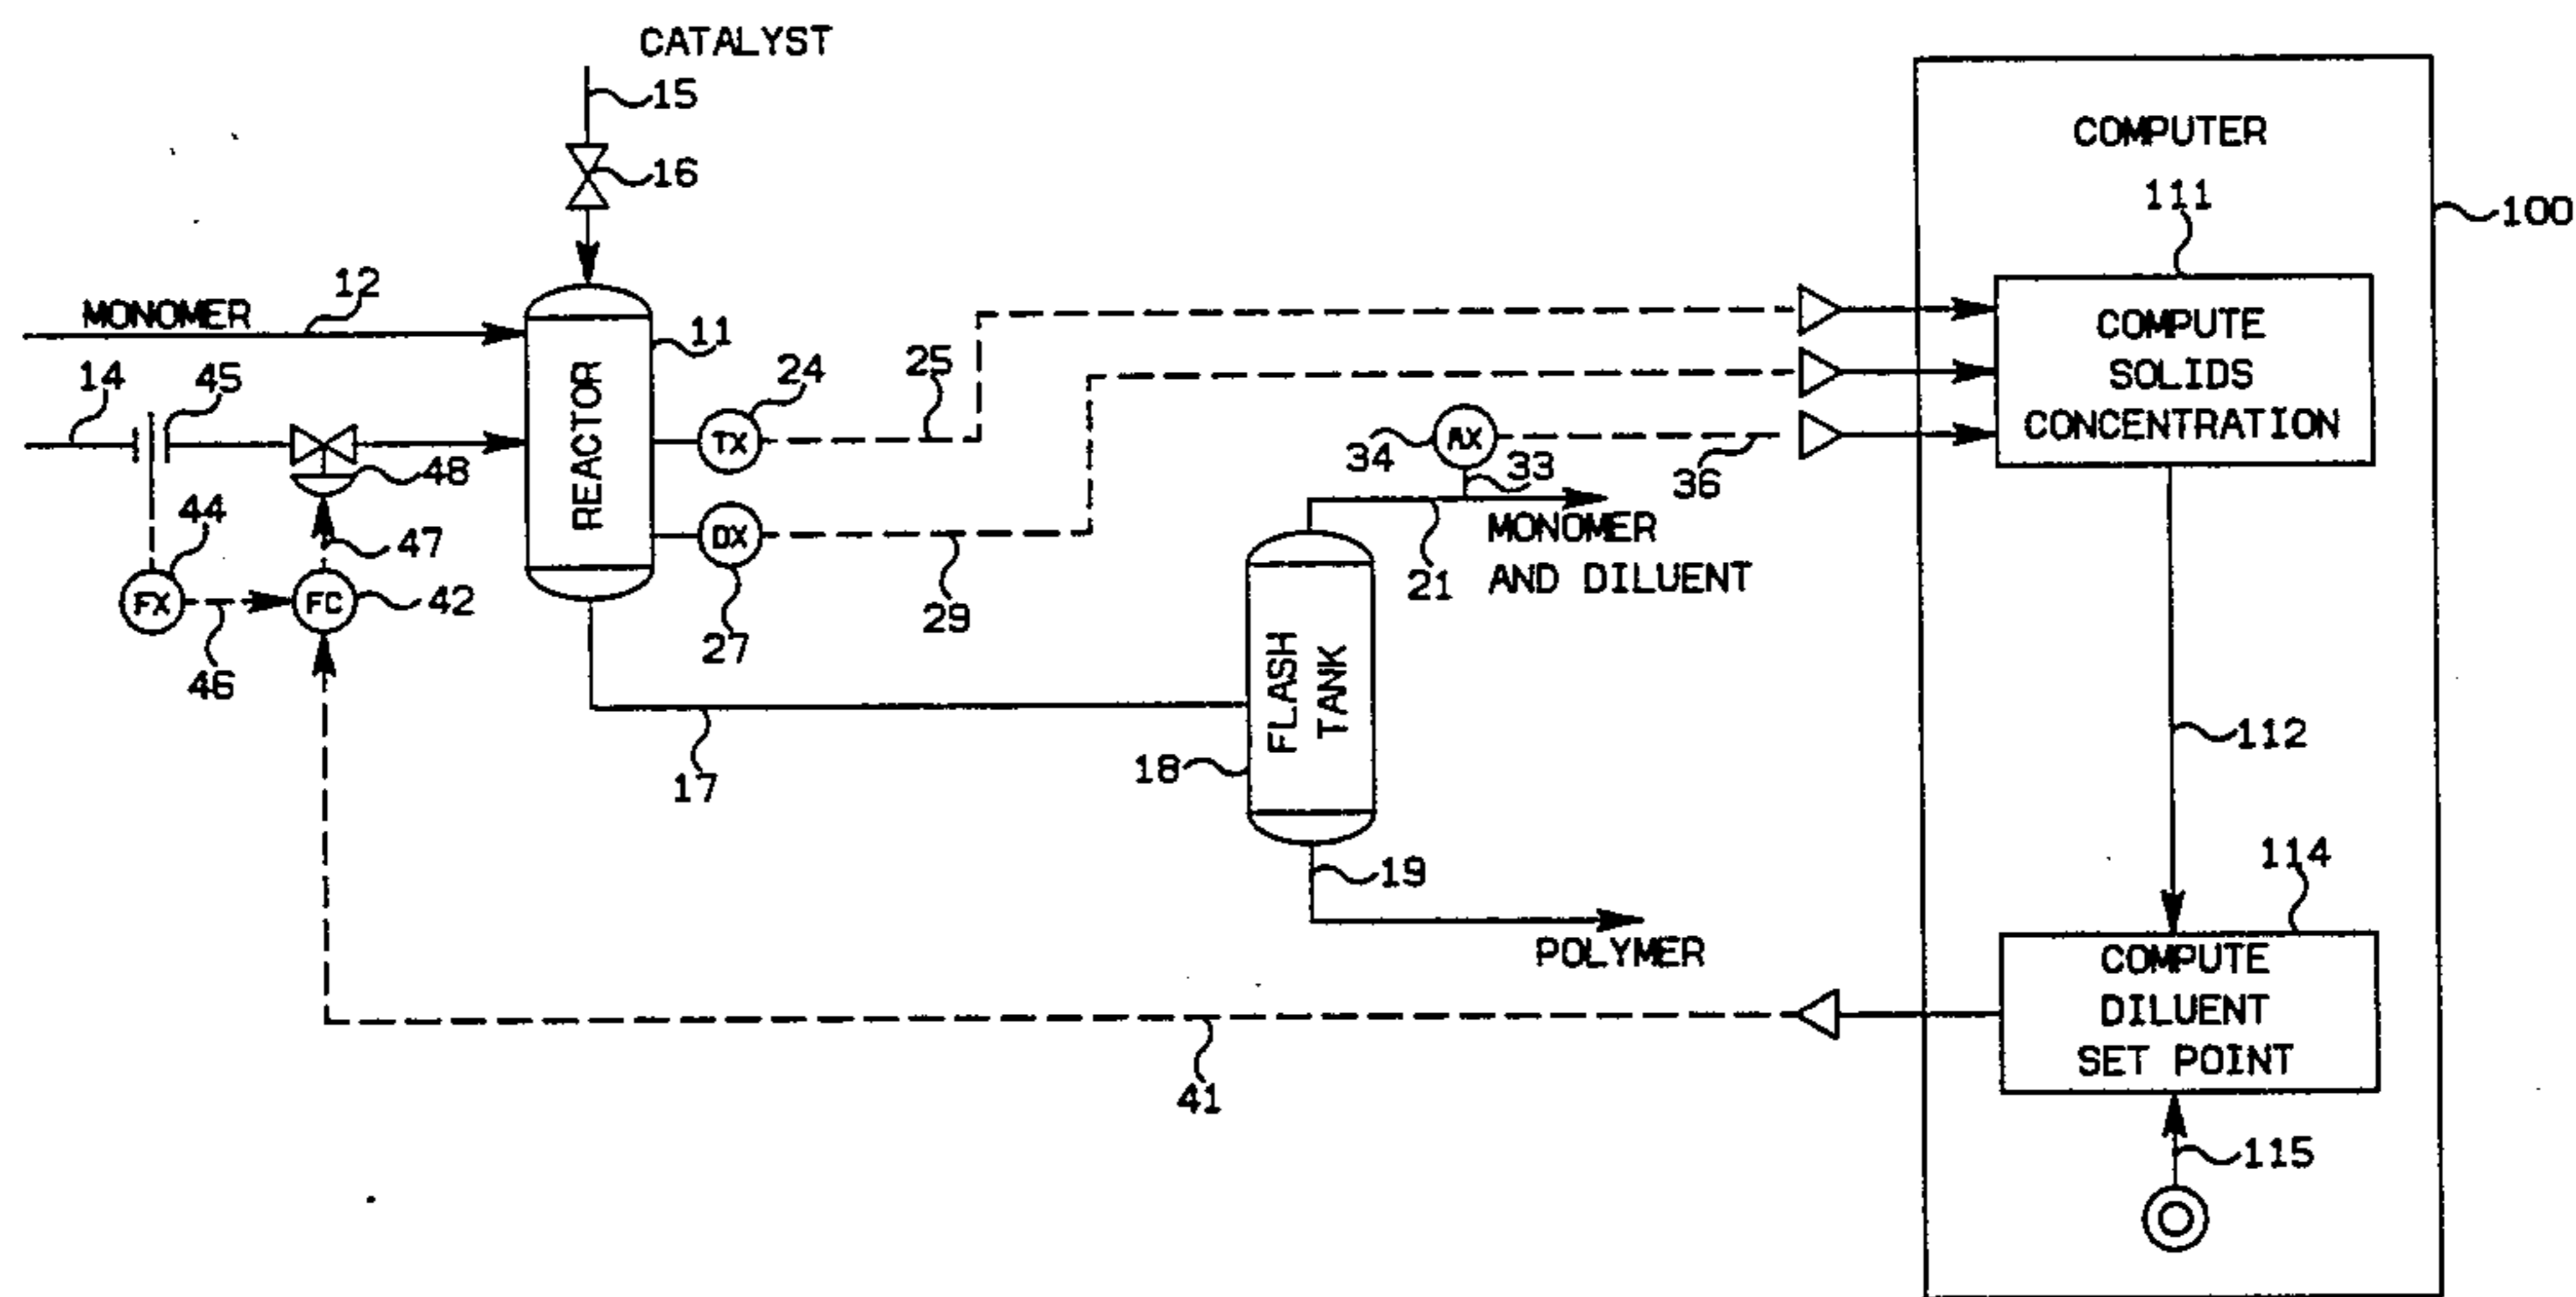 CATALYST
15
16
COMPUTER
111
100
MONOMER
12
11
14
45
24
25
TX
REACTOR
COMPUTE
SOLIDS
CONCENTRATION
34
AX
33
36
48
44
47
DX
29
27
FX
FC
42
46
MONOMER
AND DILUENT
21
FLASH
TANK
18
17
112
19
POLYMER
114
COMPUTE
DILUENT
SET POINT
41
115